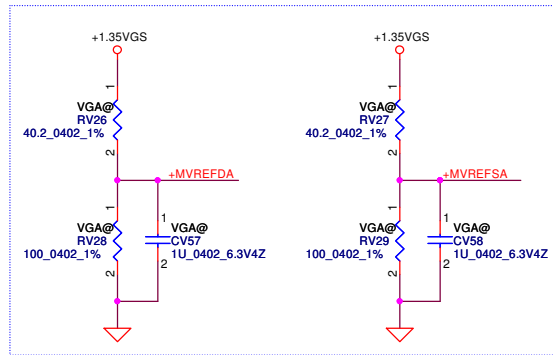 +1.35VGS
1
VGA@
RV26
40.2_0402_1%
2
+MVREFDA
1
VGA@
RV28
100_0402_1%
2
1
VGA@
CV57
1U_0402_6.3V4Z
2
+1.35VGS
1
VGA@
RV27
40.2_0402_1%
2
+MVREFSA
1
VGA@
RV29
100_0402_1%
2
1
VGA@
CV58
1U_0402_6.3V4Z
2